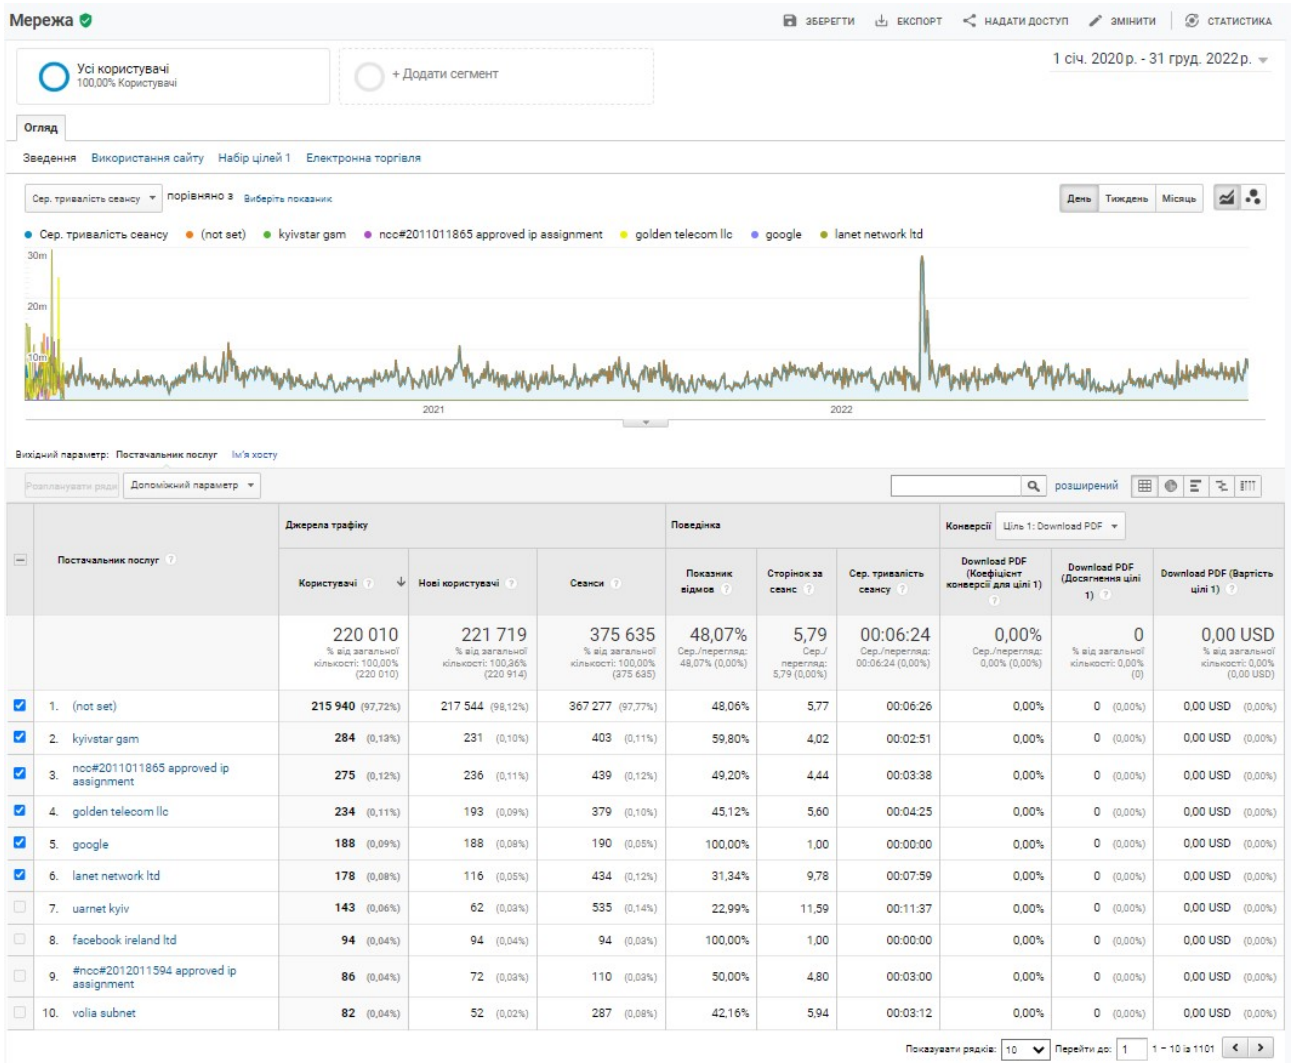 Мережа
ЗБЕРЕГТИ ЕКСПОРТ НАДАТИ ДОСТУП ЗМІНИТИ СТАТИСТИКА
Усі користувачі
100,00% Користувачі
+ Додати сегмент
1 січ. 2020 р. - 31 груд. 2022 р.
Огляд
Зведення Використання сайту Набір цілей 1 Електронна торгівля
Сер. тривалість сеансу порівняно з Виберіть показник
День Тиждень Місяць
Сер. тривалість сеансу (not set) kyivstar gsm ncc#2011011865 approved ip assignment golden telecom llc google lanet network ltd
30m
20m
10m
2021 2022
Вихідний параметр: Постачальник послуг Ім'я хосту
Розпланувати ряди Допоміжний параметр розширений
Джерела трафіку Поведінка Конверсії Ціль 1: Download PDF
Постачальник послуг ?
Користувачі ? Нові користувачі ? Сеанси ?
Показник відмов ?
Сторінок за сеанс ?
Сер. тривалість сеансу ?
Download PDF (Коефіцієнт конверсії для цілі 1) ?
Download PDF (Досягнення цілі 1) ?
Download PDF (Вартість цілі 1) ?
220 010 221 719 375 635 48,07% 5,79 00:06:24 0,00% 0 0,00 USD
% від загальної кількості: 100,00% (220 010)
% від загальної кількості: 100,36% (220 914)
% від загальної кількості: 100,00% (375 635)
Сер./перегляд: 48,07% (0,00%)
Сер./перегляд: 5,79 (0,00%)
Сер./перегляд: 00:06:24 (0,00%)
Сер./перегляд: 0,00% (0,00%)
% від загальної кількості: 0,00% (0)
% від загальної кількості: 0,00% (0,00 USD)
1. (not set) 215 940 (97,72%) 217 544 (98,12%) 367 277 (97,77%) 48,06% 5,77 00:06:26 0,00% 0 (0,00%) 0,00 USD (0,00%)
2. kyivstar gsm 284 (0,13%) 231 (0,10%) 403 (0,11%) 59,80% 4,02 00:02:51 0,00% 0 (0,00%) 0,00 USD (0,00%)
3. ncc#2011011865 approved ip assignment 275 (0,12%) 236 (0,11%) 439 (0,12%) 49,20% 4,44 00:03:38 0,00% 0 (0,00%) 0,00 USD (0,00%)
4. golden telecom llc 234 (0,11%) 193 (0,09%) 379 (0,10%) 45,12% 5,60 00:04:25 0,00% 0 (0,00%) 0,00 USD (0,00%)
5. google 188 (0,09%) 188 (0,08%) 190 (0,05%) 100,00% 1,00 00:00:00 0,00% 0 (0,00%) 0,00 USD (0,00%)
6. lanet network ltd 178 (0,08%) 116 (0,05%) 434 (0,12%) 31,34% 9,78 00:07:59 0,00% 0 (0,00%) 0,00 USD (0,00%)
7. uarnet kyiv 143 (0,06%) 62 (0,03%) 535 (0,14%) 22,99% 11,59 00:11:37 0,00% 0 (0,00%) 0,00 USD (0,00%)
8. facebook ireland ltd 94 (0,04%) 94 (0,04%) 94 (0,03%) 100,00% 1,00 00:00:00 0,00% 0 (0,00%) 0,00 USD (0,00%)
9. #ncc#2012011594 approved ip assignment 86 (0,04%) 72 (0,03%) 110 (0,03%) 50,00% 4,80 00:03:00 0,00% 0 (0,00%) 0,00 USD (0,00%)
10. volia subnet 82 (0,04%) 52 (0,02%) 287 (0,08%) 42,16% 5,94 00:03:12 0,00% 0 (0,00%) 0,00 USD (0,00%)
Показувати рядків: 10 Перейти до: 1 1 – 10 із 1101